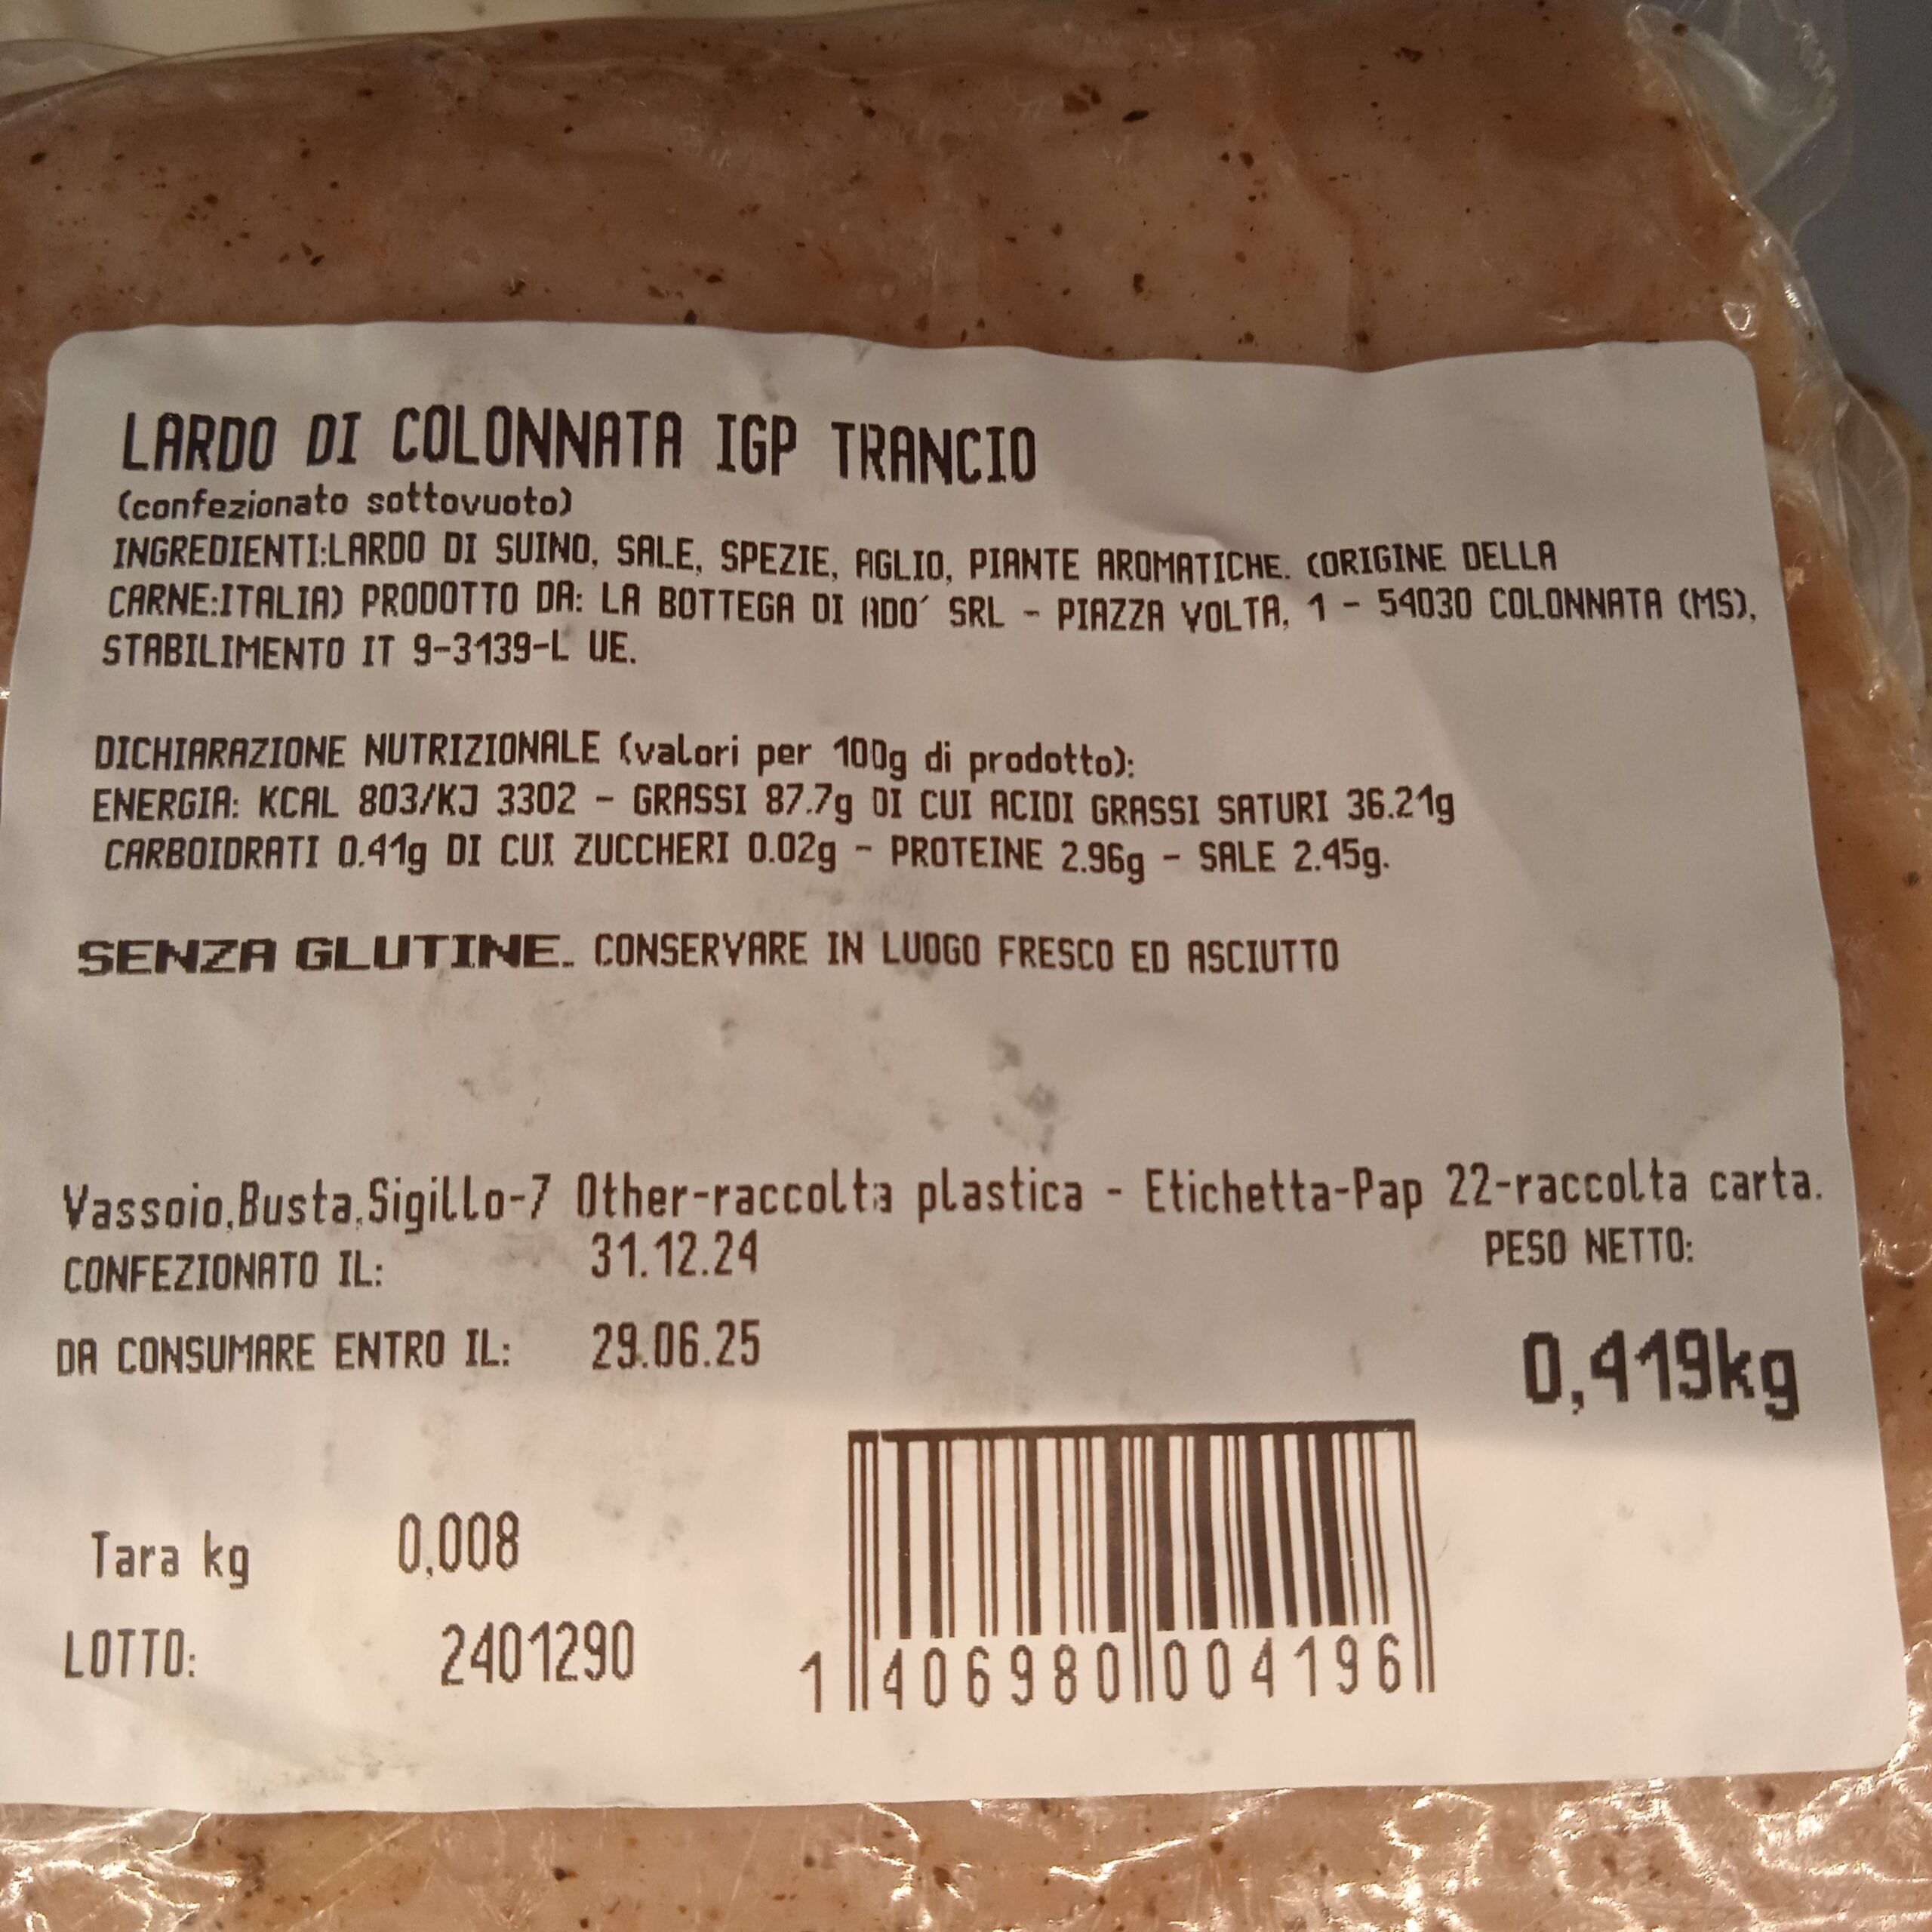 LARDO DI COLONNATA IGP TRANCIO
(confezionato sottovuoto)
INGREDIENTI:LARDO DI SUINO, SALE, SPEZIE, AGLIO, PIANTE AROMATICHE. (ORIGINE DELLA
CARNE:ITALIA) PRODOTTO DA: LA BOTTEGA DI ADO´ SRL - PIAZZA VOLTA, 1 - 54030 COLONNATA (MS),
STABILIMENTO IT 9-3139-L UE.
DICHIARAZIONE NUTRIZIONALE (valori per 100g di prodotto):
ENERGIA: KCAL 803/KJ 3302 - GRASSI 87.7g DI CUI ACIDI GRASSI SATURI 36.21g
CARBOIDRATI 0.41g DI CUI ZUCCHERI 0.02g - PROTEINE 2.96g - SALE 2.45g.
SENZA GLUTINE. CONSERVARE IN LUOGO FRESCO ED ASCIUTTO
Vassoio,Busta,Sigillo-7 Other-raccolta plastica - Etichetta-Pap 22-raccolta carta.
CONFEZIONATO IL: 31.12.24 PESO NETTO:
DA CONSUMARE ENTRO IL: 29.06.25 0,419kg
Tara kg 0,008
LOTTO: 2401290
1 406980 004196